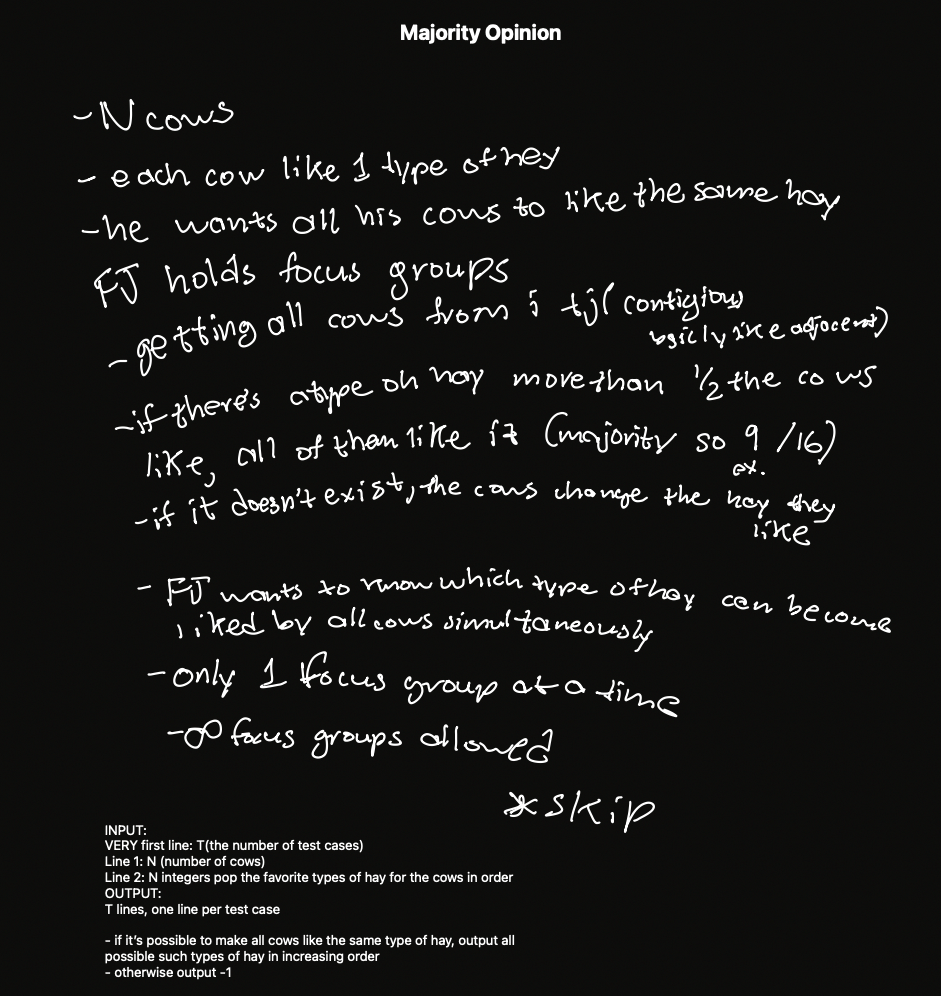 Majority Opinion
- N cows
- each cow like 1 type of hey
- he wants all his cows to like the same hay
FJ holds focus groups
- getting all cows from i tj (contigiou
bsicly like adjacent)
- if there's a type oh hay more than 1/2 the cows
like, all of than like it (majority so 9 /16)
ex.
- if it doesn't exist, the cows change the hay they
like
- FJ wants to know which type of hay can become
liked by all cows simultaneously
- only 1 focus group at a time
- ∞ focus groups allowed
*skip
INPUT:
VERY first line: T(the number of test cases)
Line 1: N (number of cows)
Line 2: N integers pop the favorite types of hay for the cows in order
OUTPUT:
T lines, one line per test case
- if it's possible to make all cows like the same type of hay, output all
possible such types of hay in increasing order
- otherwise output -1